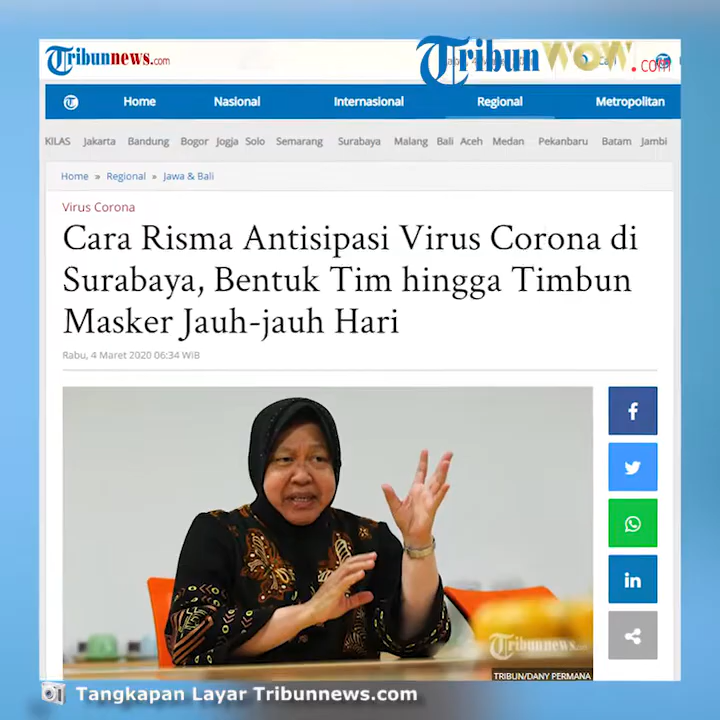 Tribunnews.com
Tribun WOW.com
Home Nasional Internasional Regional Metropolitan
KILAS Jakarta Bandung Bogor Jogja Solo Semarang Surabaya Malang Bali Aceh Medan Pekanbaru Batam Jambi
Home » Regional » Jawa & Bali
Virus Corona
Cara Risma Antisipasi Virus Corona di
Surabaya, Bentuk Tim hingga Timbun
Masker Jauh-jauh Hari
Rabu, 4 Maret 2020 06:34 WIB
Tribunnews.com
TRIBUN/DANY PERMANA
Tangkapan Layar Tribunnews.com